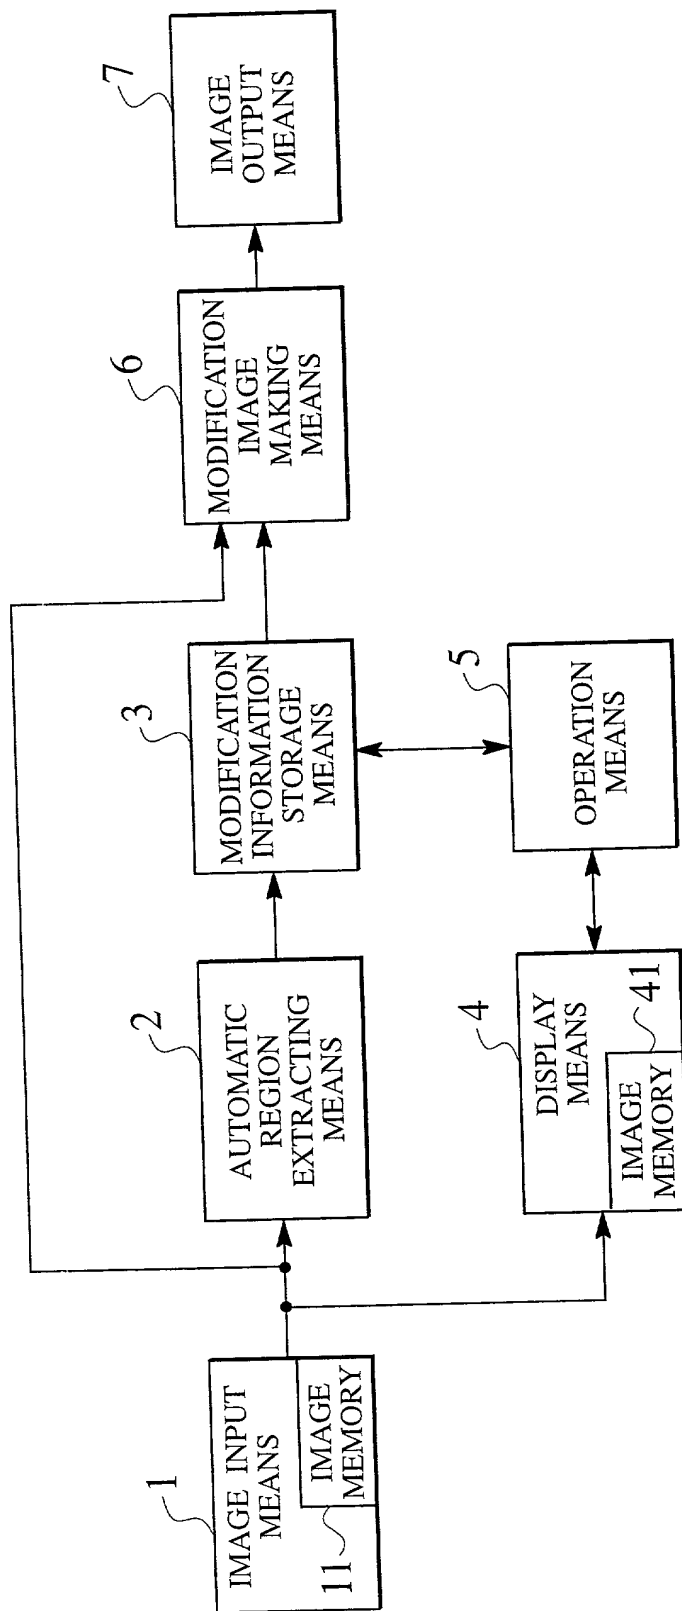 1
IMAGE INPUT
MEANS
11
IMAGE
MEMORY
2
AUTOMATIC
REGION
EXTRACTING
MEANS
3
MODIFICATION
INFORMATION
STORAGE
MEANS
6
MODIFICATION
IMAGE
MAKING
MEANS
7
IMAGE
OUTPUT
MEANS
4
DISPLAY
MEANS
41
IMAGE
MEMORY
5
OPERATION
MEANS